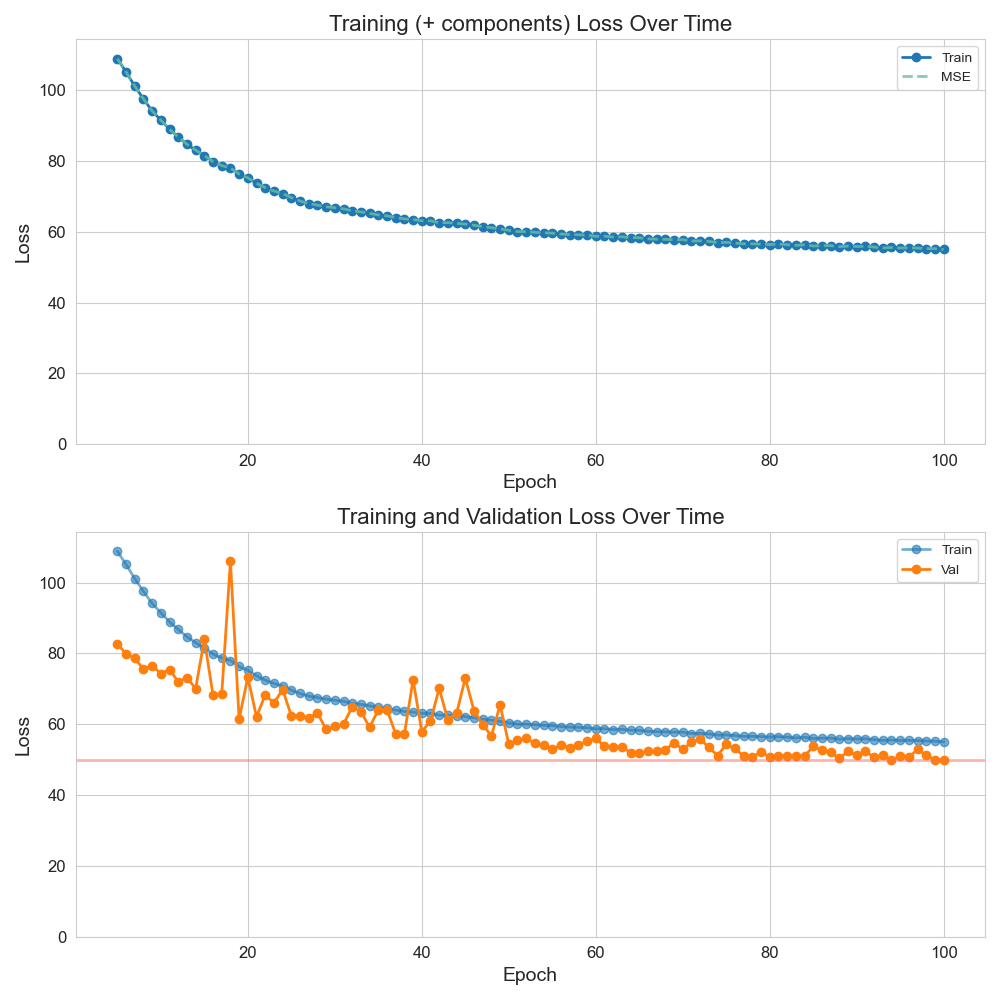 Training (+ components) Loss Over Time
Train
MSE
Loss
100
80
60
40
20
0
20 40 60 80 100
Epoch
Training and Validation Loss Over Time
Train
Val
Loss
100
80
60
40
20
0
20 40 60 80 100
Epoch